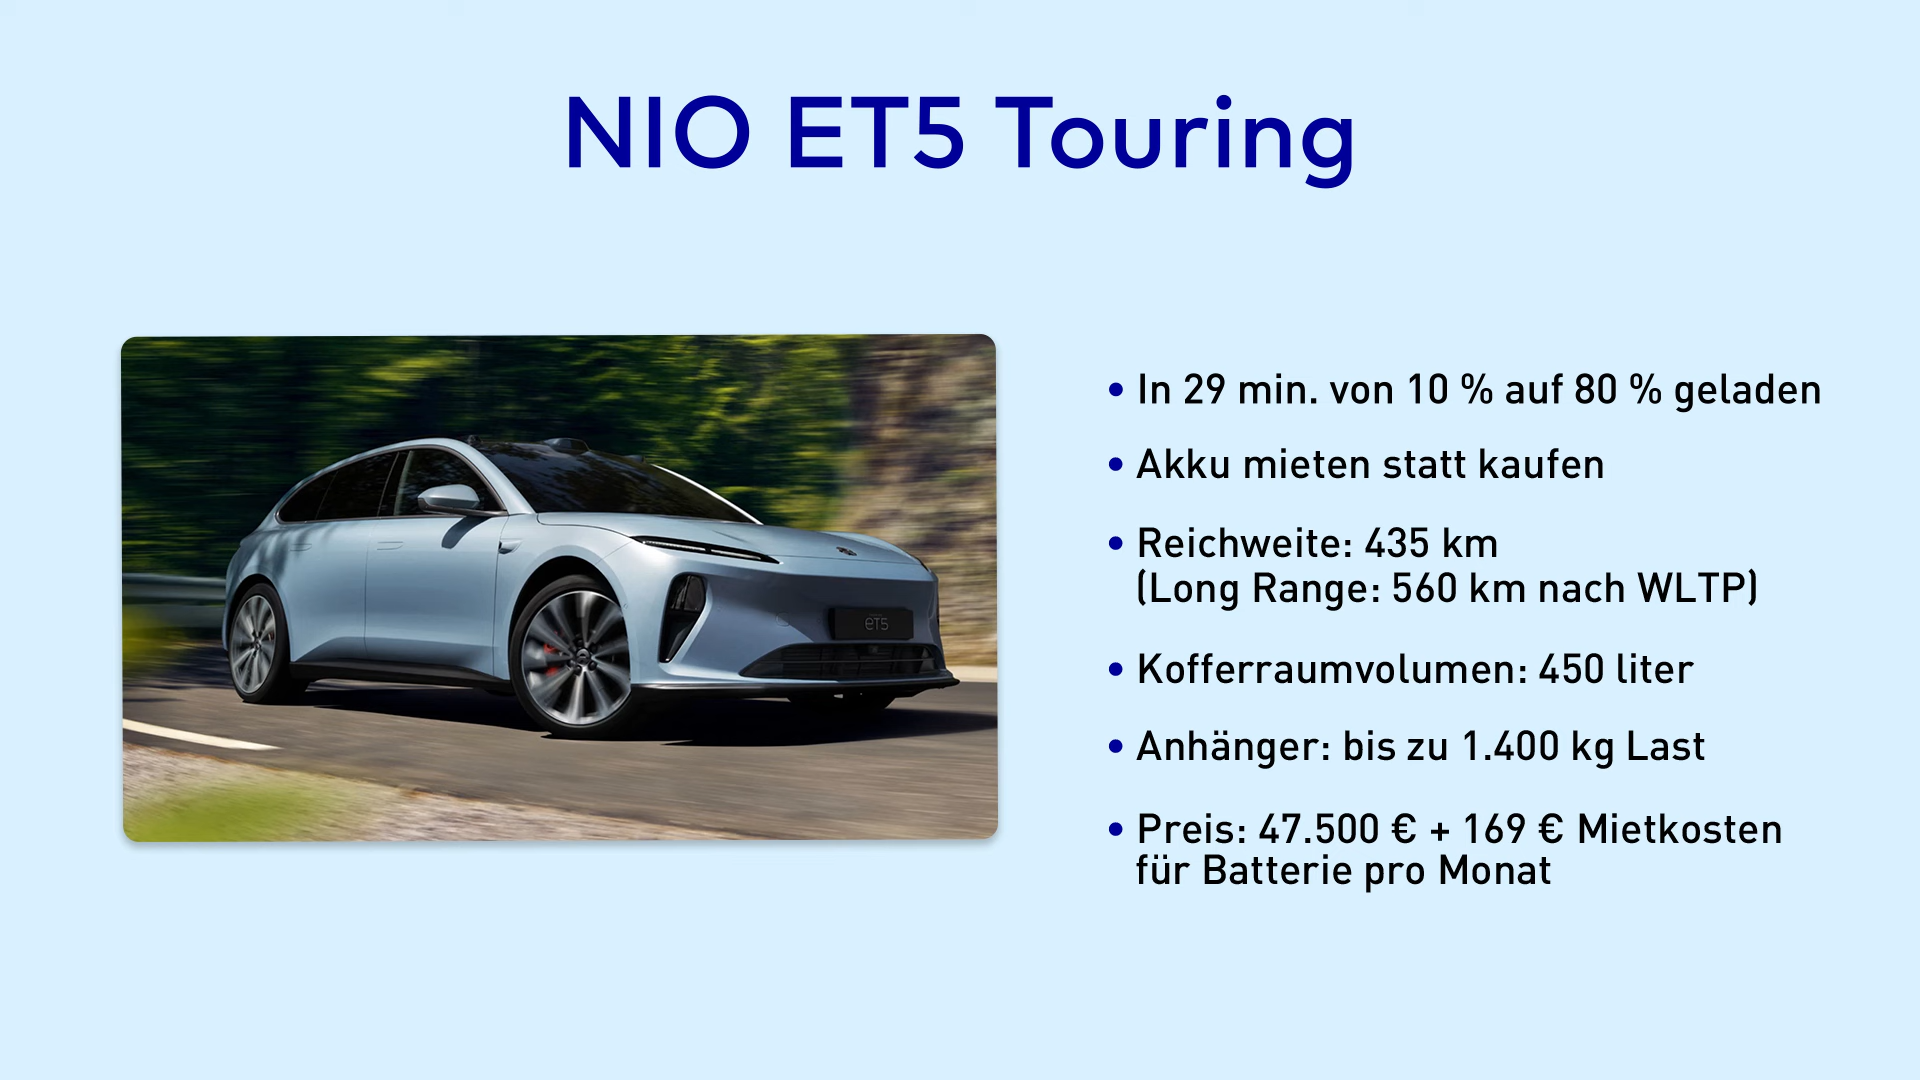 NIO ET5 Touring
• In 29 min. von 10 % auf 80 % geladen
• Akku mieten statt kaufen
• Reichweite: 435 km
(Long Range: 560 km nach WLTP)
• Kofferraumvolumen: 450 liter
• Anhänger: bis zu 1.400 kg Last
• Preis: 47.500 € + 169 € Mietkosten
für Batterie pro Monat
ET5